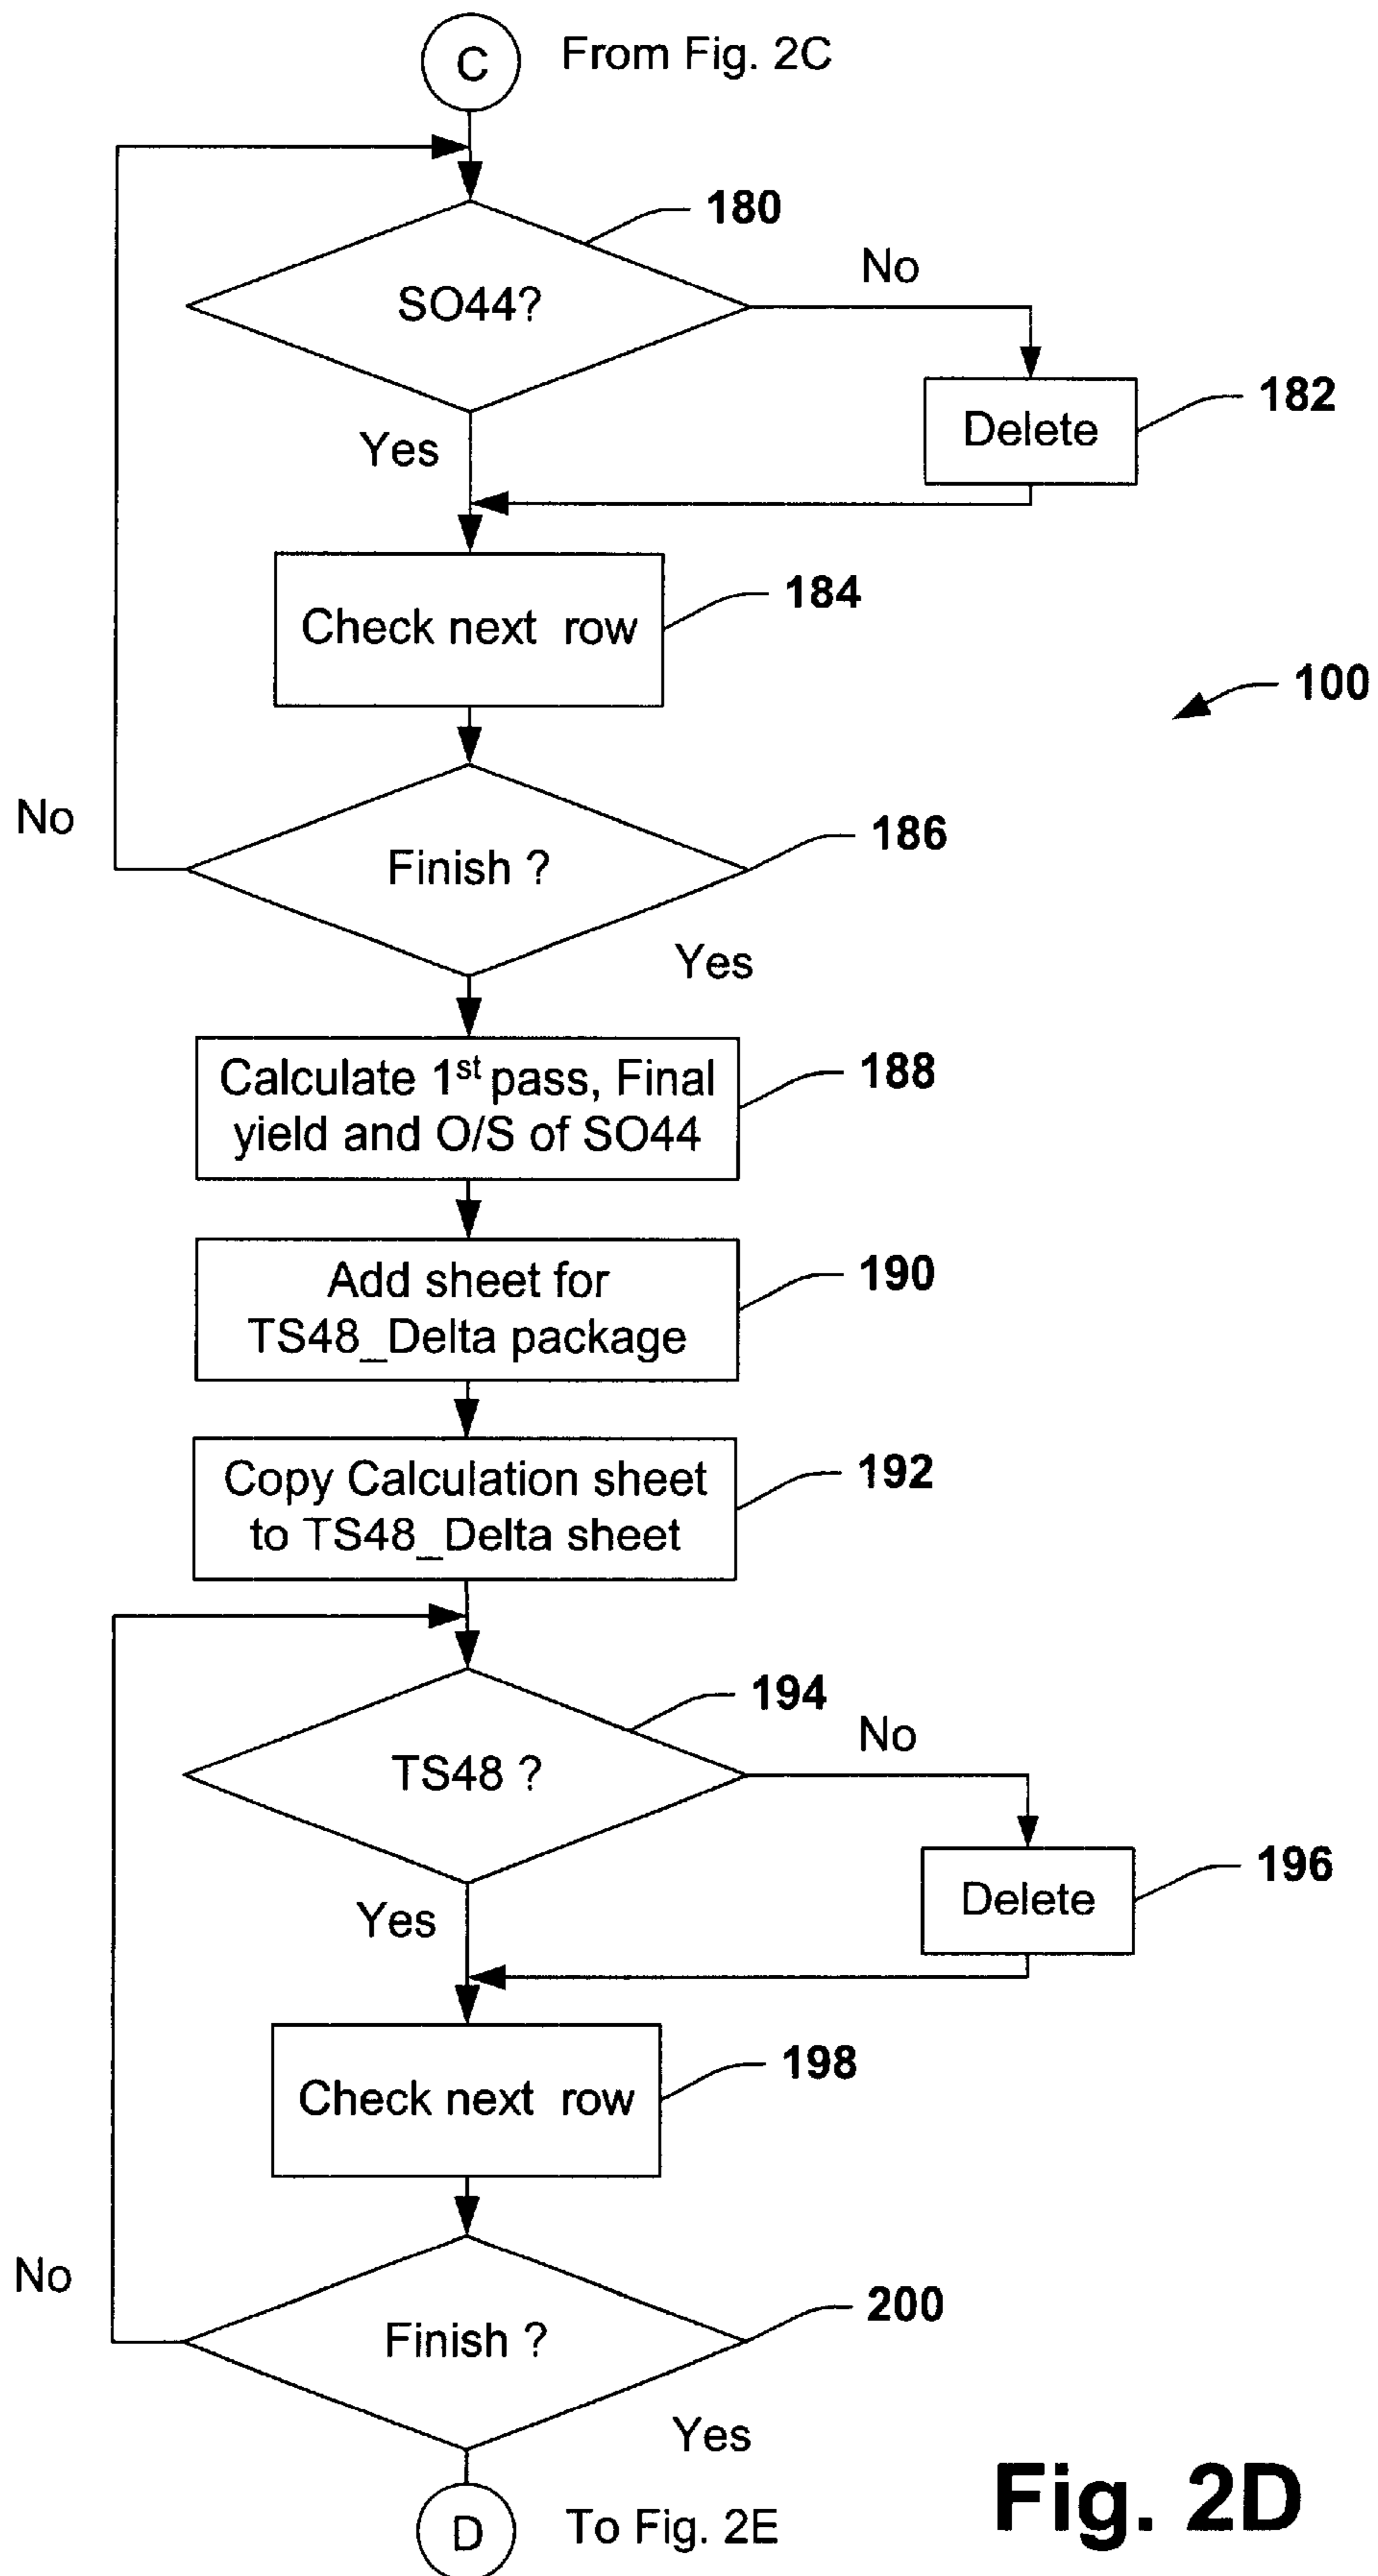 C
From Fig. 2C
180
SO44?
No
182
Delete
Yes
184
Check next row
100
No
186
Finish ?
Yes
188
Calculate 1st pass, Final
yield and O/S of SO44
190
Add sheet for
TS48_Delta package
192
Copy Calculation sheet
to TS48_Delta sheet
194
No
TS48 ?
196
Delete
Yes
198
Check next row
No
200
Finish ?
Yes
D
To Fig. 2E
Fig. 2D